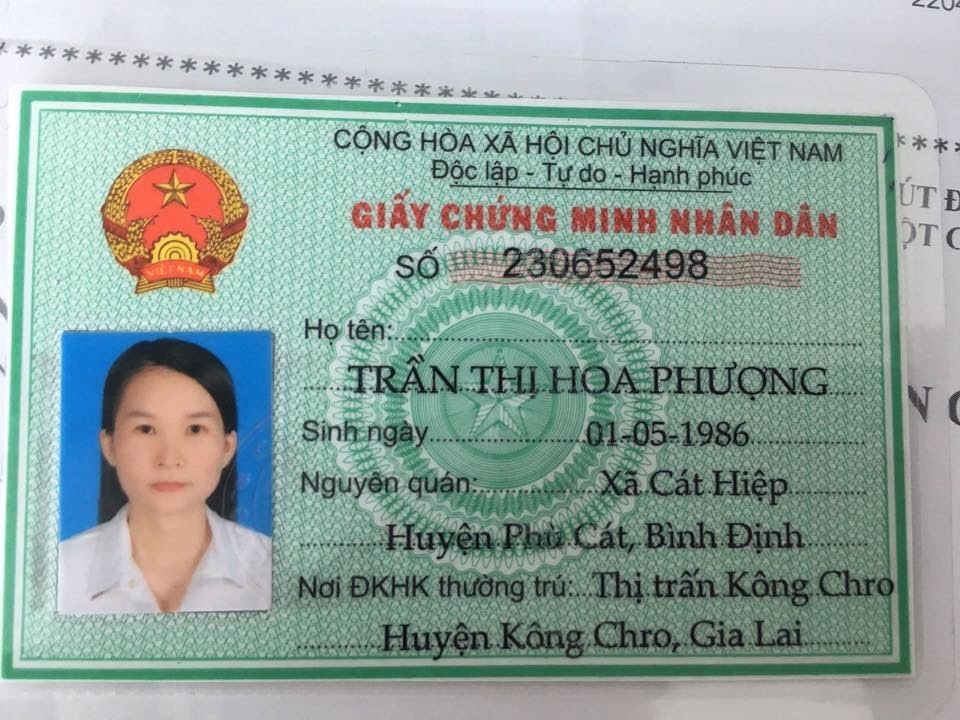 2204
********************************
CỘNG HÒA XÃ HỘI CHỦ NGHĨA VIỆT NAM
Độc lập - Tự do - Hạnh phúc
GIẤY CHỨNG MINH NHÂN DÂN
SỐ 230652498
VIỆT NAM
Họ tên:
TRẦN THỊ HOA PHƯỢNG
Sinh ngày 01-05-1986
Nguyên quán: Xã Cát Hiệp
Huyện Phù Cát, Bình Định
Nơi ĐKHK thường trú: Thị trấn Kông Chro
Huyện Kông Chro, Gia Lai